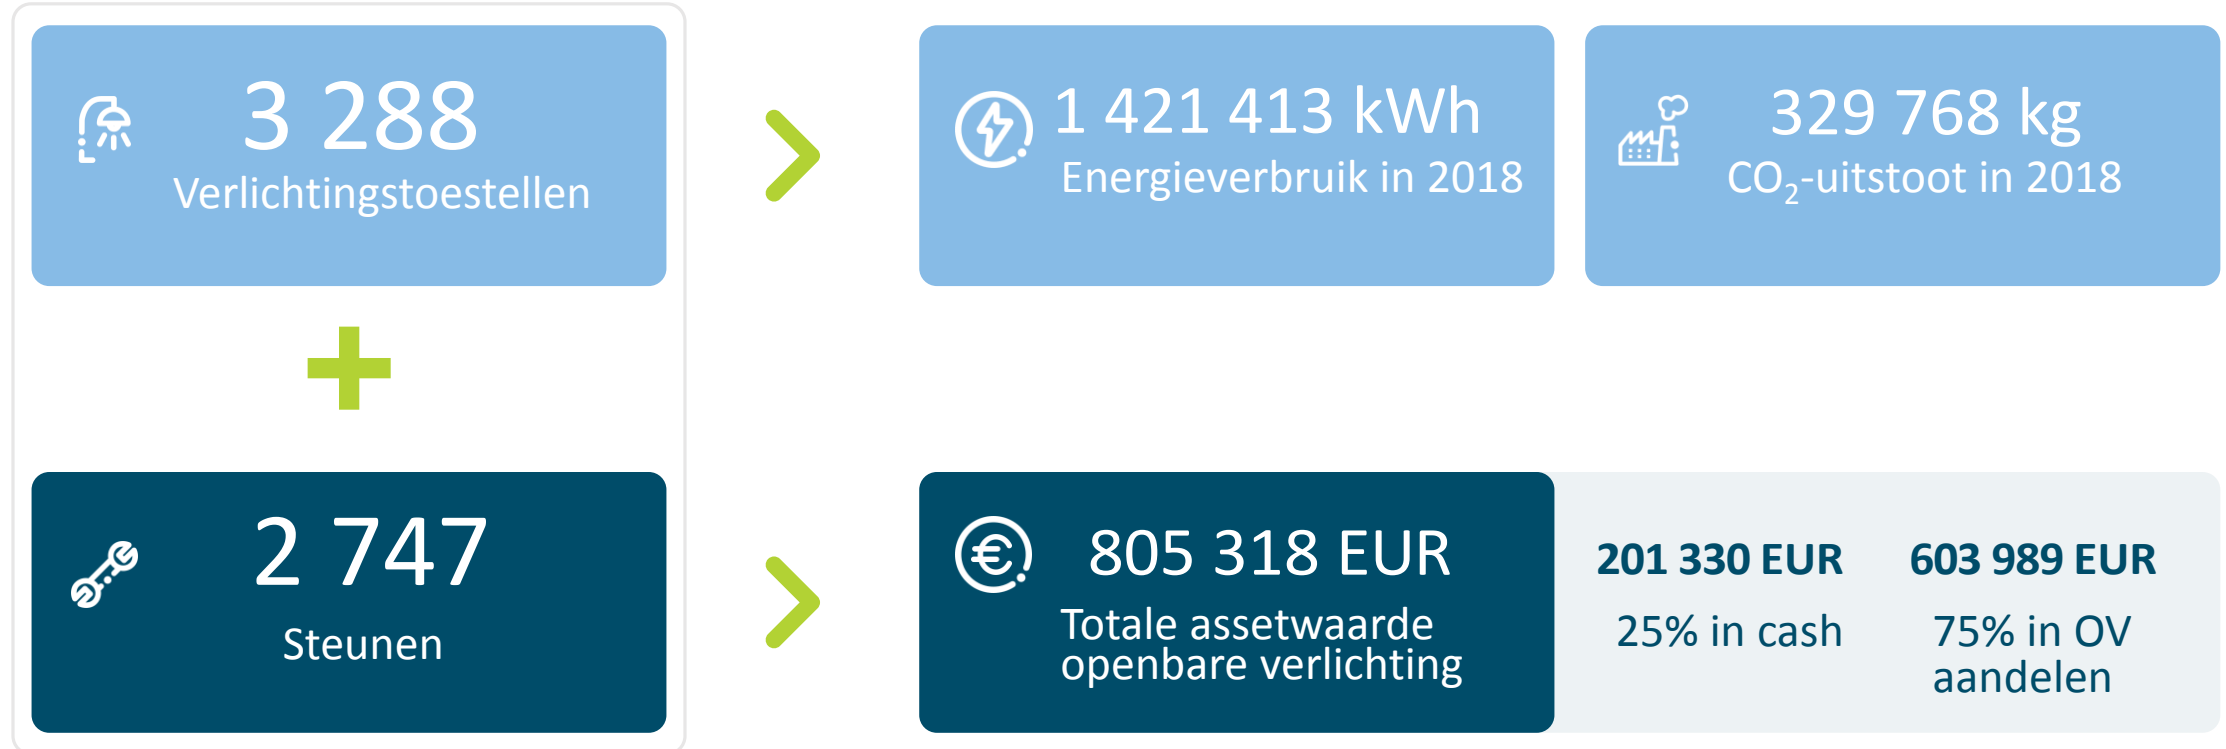 3 288
Verlichtingstoestellen
1 421 413 kWh
Energieverbruik in 2018
329 768 kg
CO₂-uitstoot in 2018
2 747
Steunen
805 318 EUR
Totale assetwaarde
openbare verlichting
201 330 EUR
25% in cash
603 989 EUR
75% in OV
aandelen